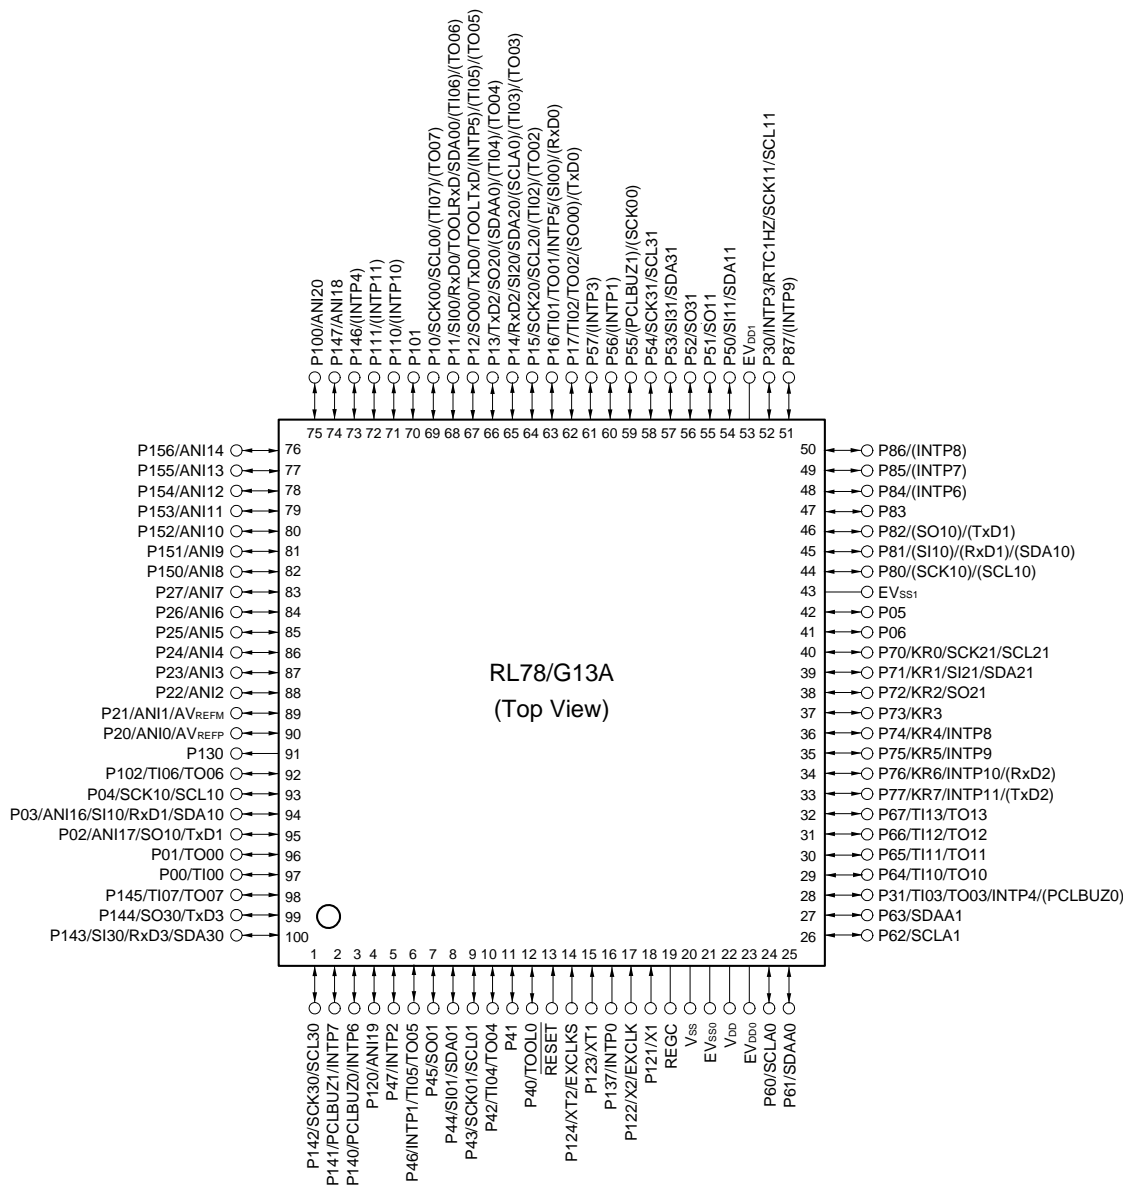 P100/ANI20
P147/ANI18
P146/(INTP4)
P111/(INTP11)
P110/(INTP10)
P101
P10/SCK00/SCL00/(TI07)/(TO07)
P11/SI00/RxD0/TOOLRxD/SDA00/(TI06)/(TO06)
P12/SO00/TxD0/TOOLTxD/(INTP5)/(TI05)/(TO05)
P13/TxD2/SO20/(SDAA0)/(TI04)/(TO04)
P14/RxD2/SI20/SDA20/(SCLA0)/(TI03)/(TO03)
P15/SCK20/SCL20/(TI02)/(TO02)
P16/TI01/TO01/INTP5/(SI00)/(RxD0)
P17/TI02/TO02/(SO00)/(TxD0)
P57/(INTP3)
P56/(INTP1)
P55/(PCLBUZ1)/(SCK00)
P54/SCK31/SCL31
P53/SI31/SDA31
P52/SO31
P51/SO11
P50/SI11/SDA11
EVDD1
P30/INTP3/RTC1HZ/SCK11/SCL11
P87/(INTP9)
75 74 73 72 71 70 69 68 67 66 65 64 63 62 61 60 59 58 57 56 55 54 53 52 51
P156/ANI14 76
P155/ANI13 77
P154/ANI12 78
P153/ANI11 79
P152/ANI10 80
P151/ANI9 81
P150/ANI8 82
P27/ANI7 83
P26/ANI6 84
P25/ANI5 85
P24/ANI4 86
P23/ANI3 87
P22/ANI2 88
P21/ANI1/AVREFM 89
P20/ANI0/AVREFP 90
P130 91
P102/TI06/TO06 92
P04/SCK10/SCL10 93
P03/ANI16/SI10/RxD1/SDA10 94
P02/ANI17/SO10/TxD1 95
P01/TO00 96
P00/TI00 97
P145/TI07/TO07 98
P144/SO30/TxD3 99
P143/SI30/RxD3/SDA30 100
RL78/G13A
(Top View)
50 P86/(INTP8)
49 P85/(INTP7)
48 P84/(INTP6)
47 P83
46 P82/(SO10)/(TxD1)
45 P81/(SI10)/(RxD1)/(SDA10)
44 P80/(SCK10)/(SCL10)
43 EVSS1
42 P05
41 P06
40 P70/KR0/SCK21/SCL21
39 P71/KR1/SI21/SDA21
38 P72/KR2/SO21
37 P73/KR3
36 P74/KR4/INTP8
35 P75/KR5/INTP9
34 P76/KR6/INTP10/(RxD2)
33 P77/KR7/INTP11/(TxD2)
32 P67/TI13/TO13
31 P66/TI12/TO12
30 P65/TI11/TO11
29 P64/TI10/TO10
28 P31/TI03/TO03/INTP4/(PCLBUZ0)
27 P63/SDAA1
26 P62/SCLA1
1 2 3 4 5 6 7 8 9 10 11 12 13 14 15 16 17 18 19 20 21 22 23 24 25
P142/SCK30/SCL30
P141/PCLBUZ1/INTP7
P140/PCLBUZ0/INTP6
P120/ANI19
P47/INTP2
P46/INTP1/TI05/TO05
P45/SO01
P44/SI01/SDA01
P43/SCK01/SCL01
P42/TI04/TO04
P41
P40/TOOL0
RESET
P124/XT2/EXCLKS
P123/XT1
P137/INTP0
P122/X2/EXCLK
P121/X1
REGC
VSS
EVSS0
VDD
EVDD0
P60/SCLA0
P61/SDAA0